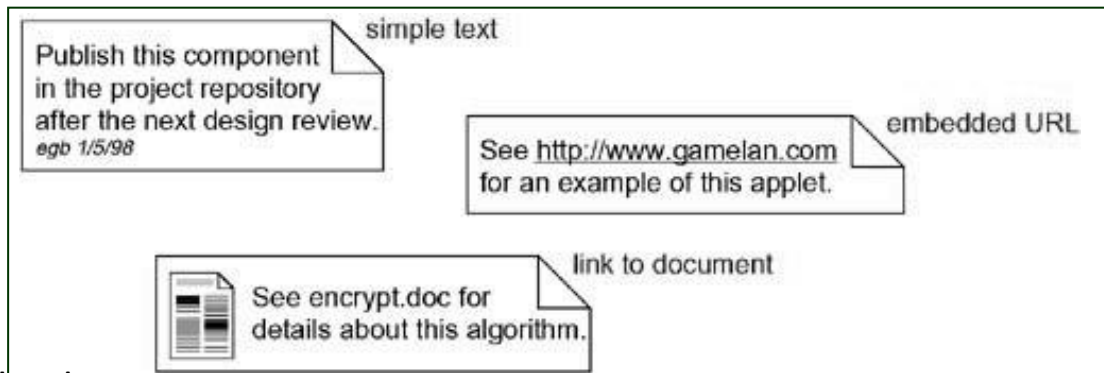 simple text
Publish this component
in the project repository
after the next design review.
egb 1/5/98
embedded URL
See http://www.gamelan.com
for an example of this applet.
link to document
See encrypt.doc for
details about this algorithm.